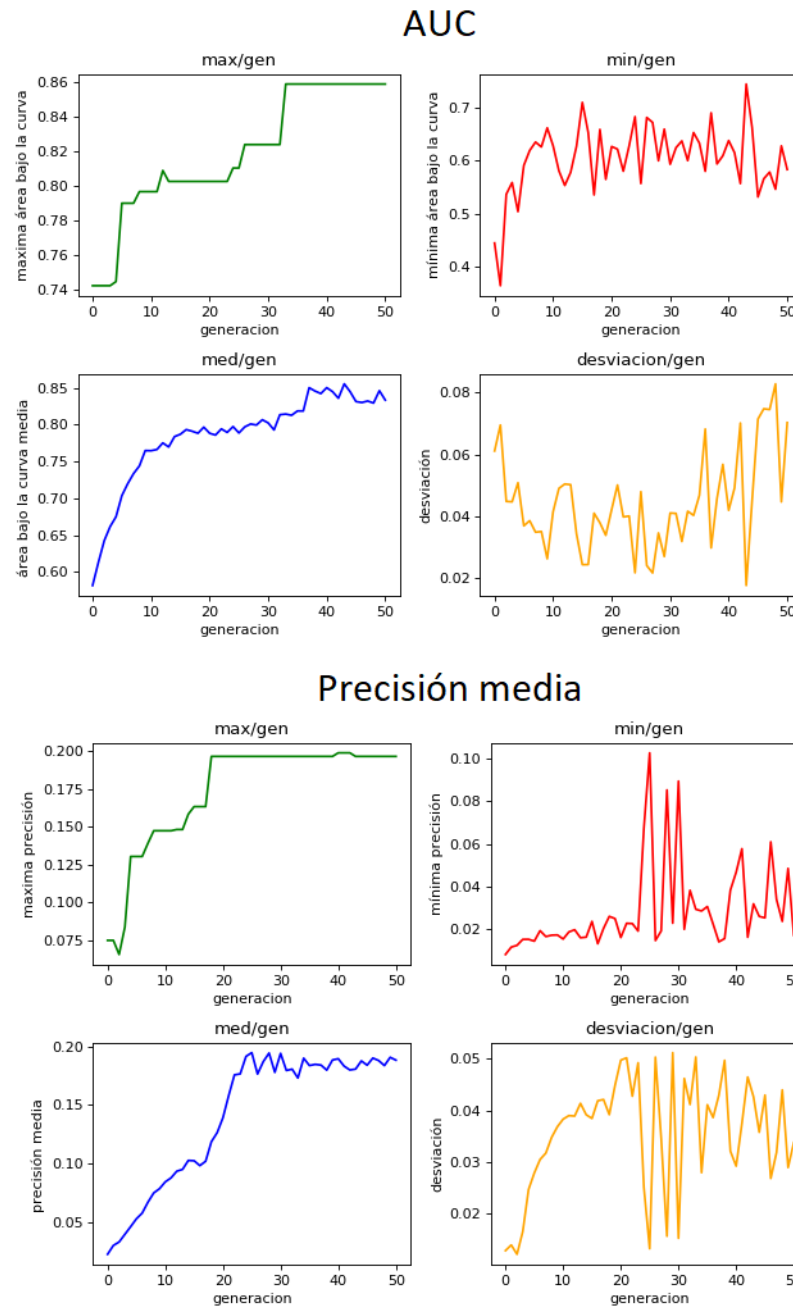 AUC
max/gen
maxima área bajo la curva
0.86
0.84
0.82
0.80
0.78
0.76
0.74
0 10 20 30 40 50
generacion
min/gen
mínima área bajo la curva
0.7
0.6
0.5
0.4
0 10 20 30 40 50
generacion
med/gen
área bajo la curva media
0.85
0.80
0.75
0.70
0.65
0.60
0 10 20 30 40 50
generacion
desviacion/gen
desviación
0.08
0.06
0.04
0.02
0 10 20 30 40 50
generacion
Precisión media
max/gen
maxima precisión
0.200
0.175
0.150
0.125
0.100
0.075
0 10 20 30 40 50
generacion
min/gen
mínima precisión
0.10
0.08
0.06
0.04
0.02
0 10 20 30 40 50
generacion
med/gen
precisión media
0.20
0.15
0.10
0.05
0 10 20 30 40 50
generacion
desviacion/gen
desviación
0.05
0.04
0.03
0.02
0 10 20 30 40 50
generacion